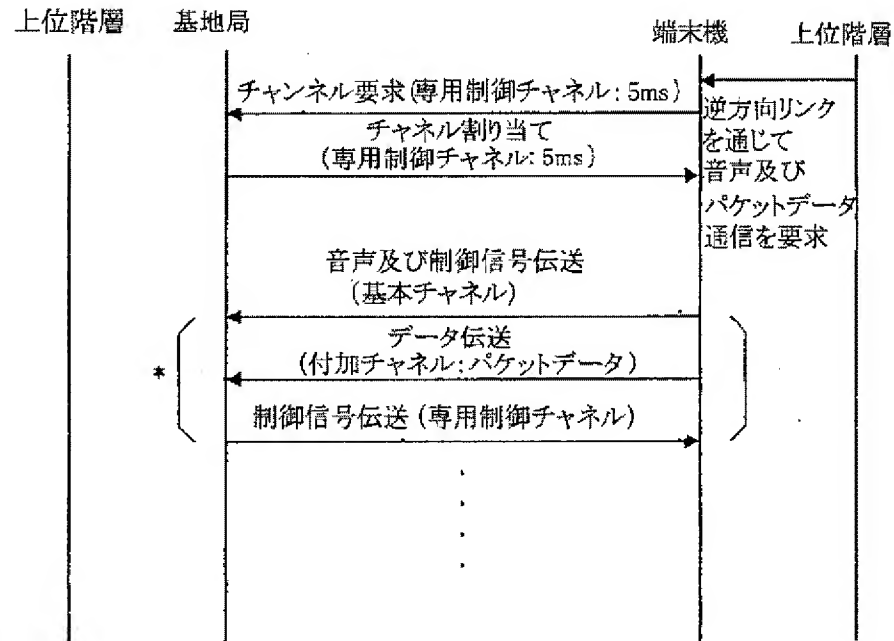 上位階層
基地局
端末機
上位階層
チャンネル要求(専用制御チャネル:5ms)
逆方向リンク
を通じて
音声及び
パケットデータ
通信を要求
チャネル割り当て
(専用制御チャネル:5ms)
音声及び制御信号伝送
(基本チャネル)
データ伝送
(付加チャネル:パケットデータ)
*
制御信号伝送(専用制御チャネル)